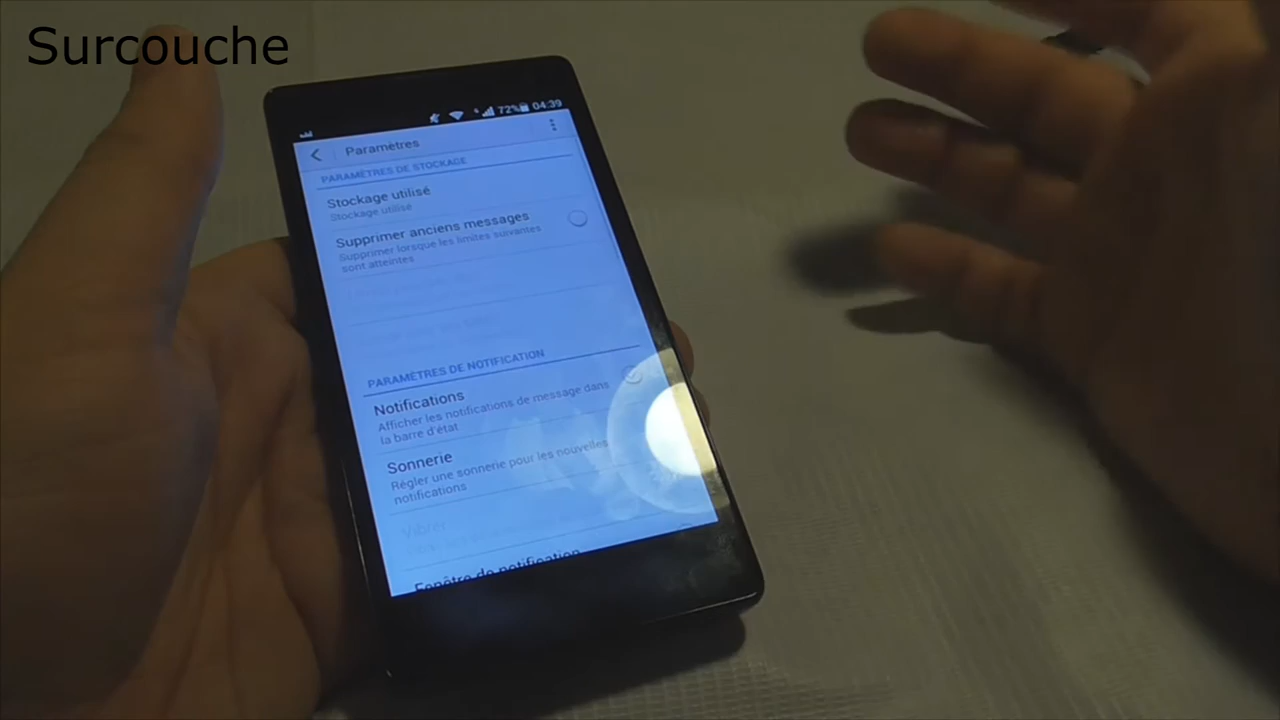 Surcouche
72% 04:39
Paramètres
PARAMÈTRES DE STOCKAGE
Stockage utilisé
Stockage utilisé
Supprimer anciens messages
Supprimer lorsque les limites suivantes
sont atteintes
PARAMÈTRES DE NOTIFICATION
Notifications
Afficher les notifications de message dans
la barre d'état
Sonnerie
Régler une sonnerie pour les nouvelles
notifications
Vibrer
Fenêtre de notification